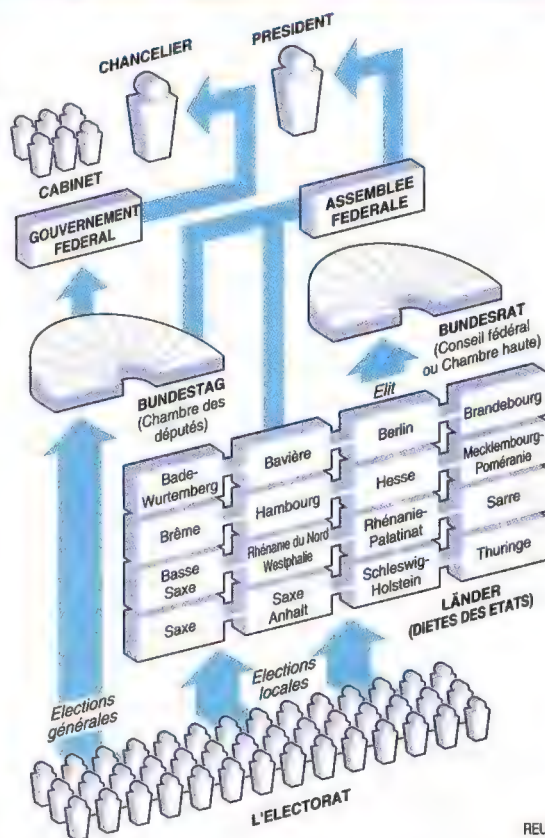 CHANCELIER
PRESIDENT
CABINET
GOUVERNEMENT
FEDERAL
ASSEMBLEE
FEDERALE
BUNDESTAG
(Chambre des
députés)
BUNDESRAT
(Conseil fédéral
ou Chambre haute)
Elit
Bade-
Wurtemberg
Bavière
Berlin
Brandebourg
Brême
Hambourg
Hesse
Mecklembourg-
Poméranie
Basse
Saxe
Rhénanie du Nord
Westphalie
Rhénanie-
Palatinat
Sarre
Saxe
Saxe
Anhalt
Schleswig-
Holstein
Thuringe
LÄNDER
(DIETES DES ETATS)
Elections
générales
Elections
locales
L'ELECTORAT